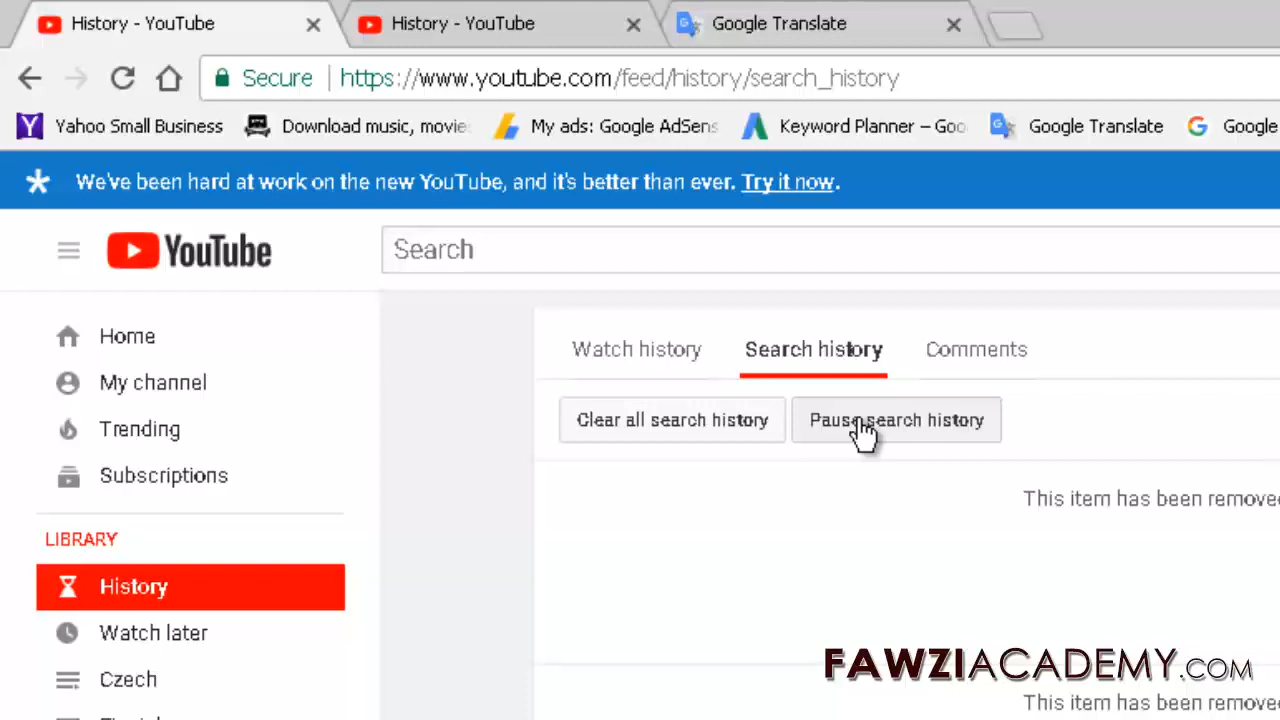 History - YouTube
History - YouTube
Google Translate
Secure
https://www.youtube.com/feed/history/search_history
Yahoo Small Business
Download music, movie
My ads: Google AdSens
Keyword Planner – Goo
Google Translate
Google
We've been hard at work on the new YouTube, and it's better than ever. Try it now.
YouTube
Search
Home
My channel
Trending
Subscriptions
LIBRARY
History
Watch later
Czech
Watch history
Search history
Comments
Clear all search history
Pause search history
This item has been remove
This item has been remove
FAWZIACADEMY.COM